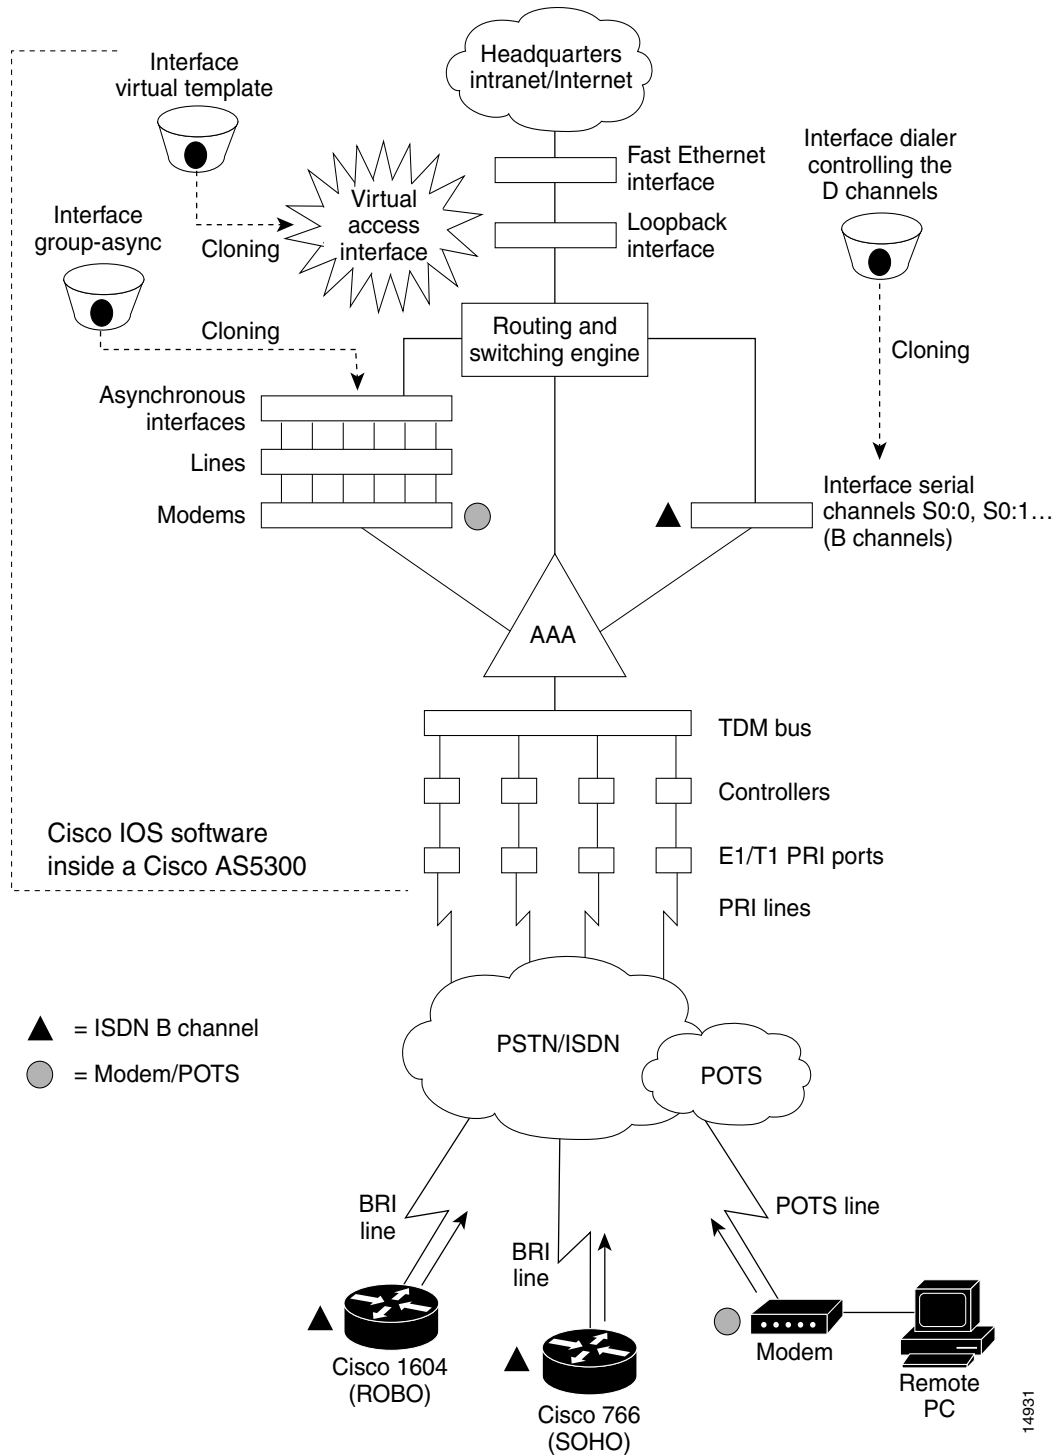 Headquarters
intranet/Internet
Interface
virtual template
Fast Ethernet
interface
Interface dialer
controlling the
D channels
Virtual
access
interface
Interface
group-async
Cloning
Loopback
interface
Cloning
Routing and
switching engine
Cloning
Asynchronous
interfaces
Lines
Modems
Interface serial
channels S0:0, S0:1…
(B channels)
AAA
TDM bus
Controllers
Cisco IOS software
inside a Cisco AS5300
E1/T1 PRI ports
PRI lines
= ISDN B channel
= Modem/POTS
PSTN/ISDN
POTS
BRI
line
BRI
line
POTS line
Cisco 1604
(ROBO)
Cisco 766
(SOHO)
Modem
Remote
PC
14931